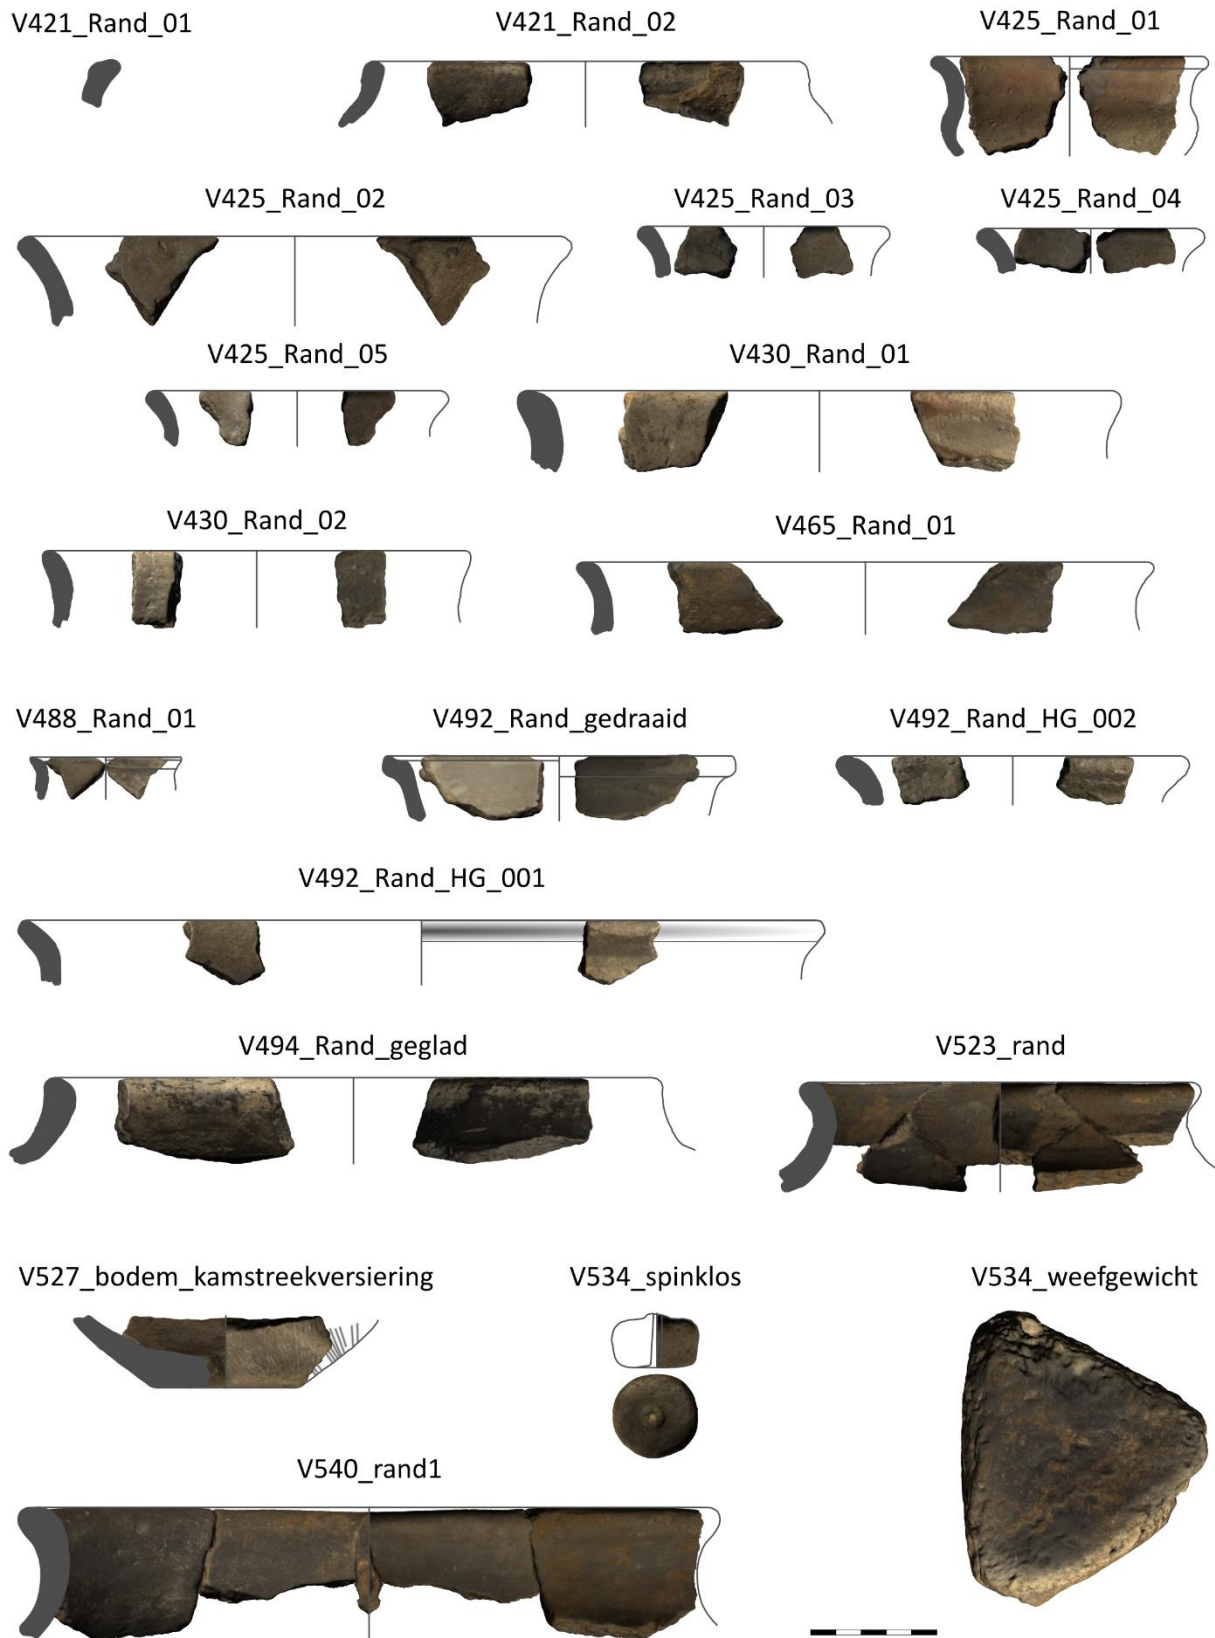 V421_Rand_01
V421_Rand_02
V425_Rand_01
V425_Rand_02
V425_Rand_03
V425_Rand_04
V425_Rand_05
V430_Rand_01
V430_Rand_02
V465_Rand_01
V488_Rand_01
V492_Rand_gedraaid
V492_Rand_HG_002
V492_Rand_HG_001
V494_Rand_geglad
V523_rand
V527_bodem_kamstreekversiering
V534_spinklos
V534_weefgewicht
V540_rand1